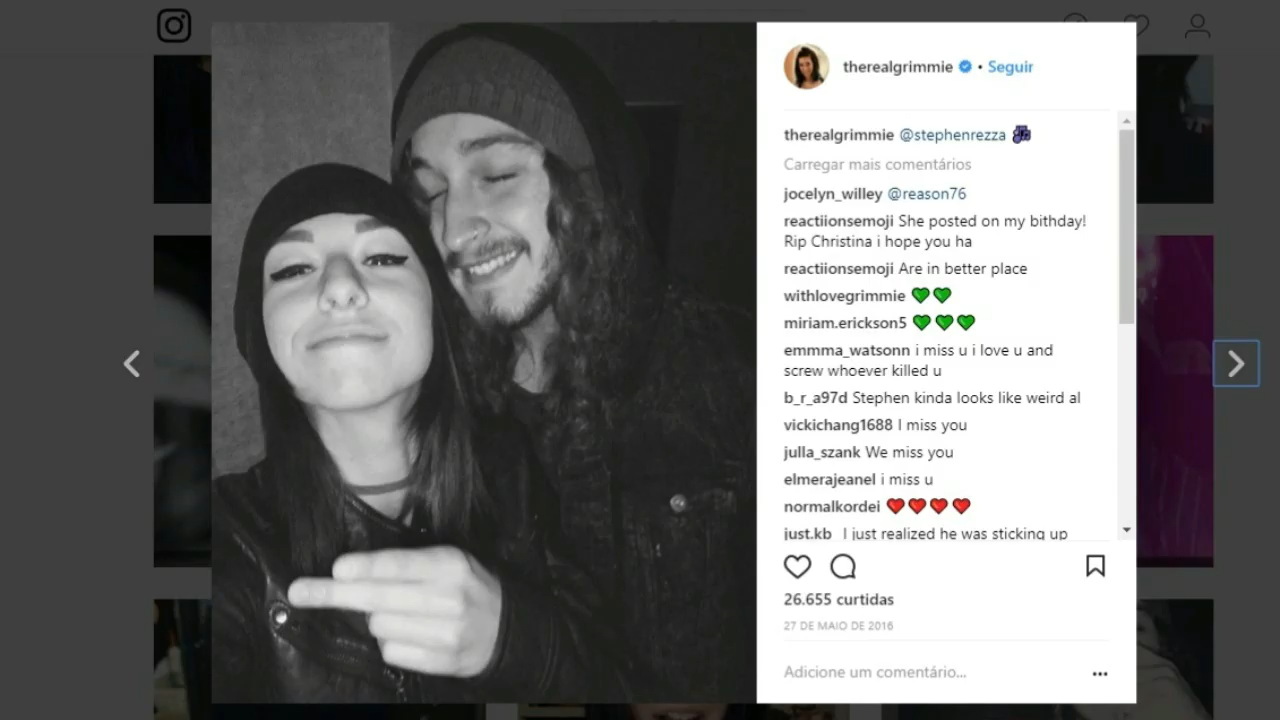 therealgrimmie • Seguir
therealgrimmie @stephenrezza
Carregar mais comentários
jocelyn_willey @reason76
reactiionsemoji She posted on my bithday!
Rip Christina i hope you ha
reactiionsemoji Are in better place
withlovegrimmie 💚💚
miriam.erickson5 💚💚💚
emmma_watsonn i miss u i love u and
screw whoever killed u
b_r_a97d Stephen kinda looks like weird al
vickichang1688 I miss you
julla_szank We miss you
elmerajeanel i miss u
normalkordei ❤️❤️❤️❤️
just.kb_ I just realized he was sticking up
26.655 curtidas
27 DE MAIO DE 2016
Adicione um comentário...